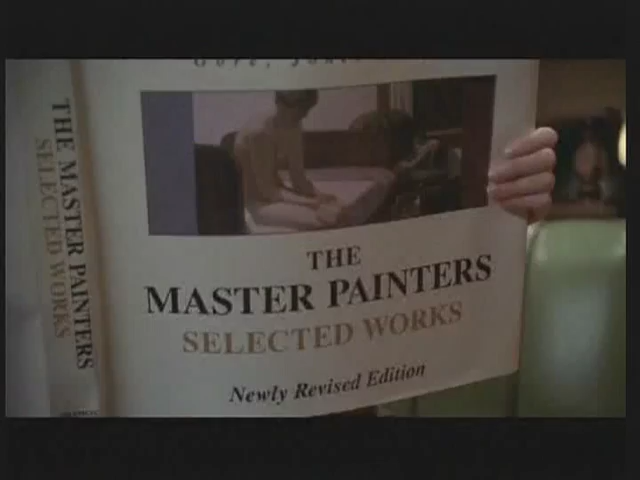 THE MASTER PAINTERS
SELECTED WORKS
THE
MASTER PAINTERS
SELECTED WORKS
Newly Revised Edition